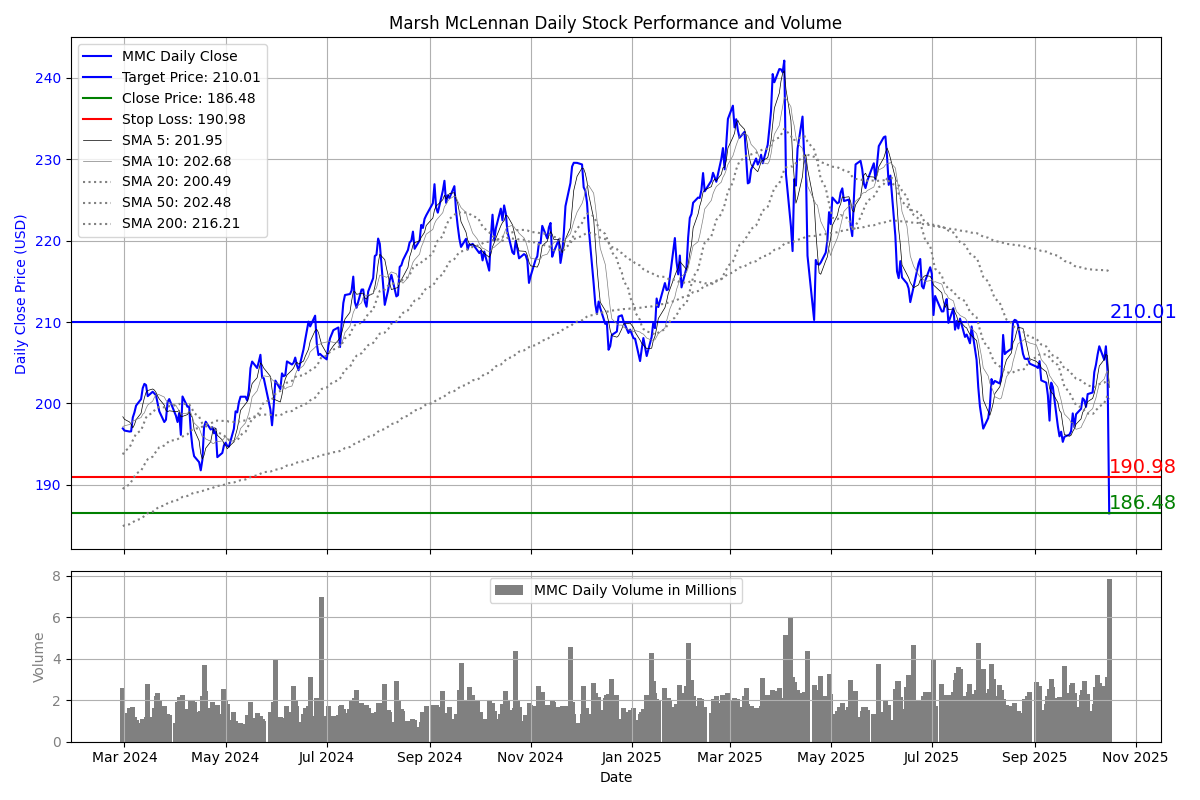 Marsh McLennan Daily Stock Performance and Volume
MMC Daily Close
Target Price: 210.01
Close Price: 186.48
Stop Loss: 190.98
SMA 5: 201.95
SMA 10: 202.68
SMA 20: 200.49
SMA 50: 202.48
SMA 200: 216.21
Daily Close Price (USD)
240
230
220
210
200
190
210.01
190.98
186.48
MMC Daily Volume in Millions
Volume
8
6
4
2
0
Mar 2024 May 2024 Jul 2024 Sep 2024 Nov 2024 Jan 2025 Mar 2025 May 2025 Jul 2025 Sep 2025 Nov 2025
Date